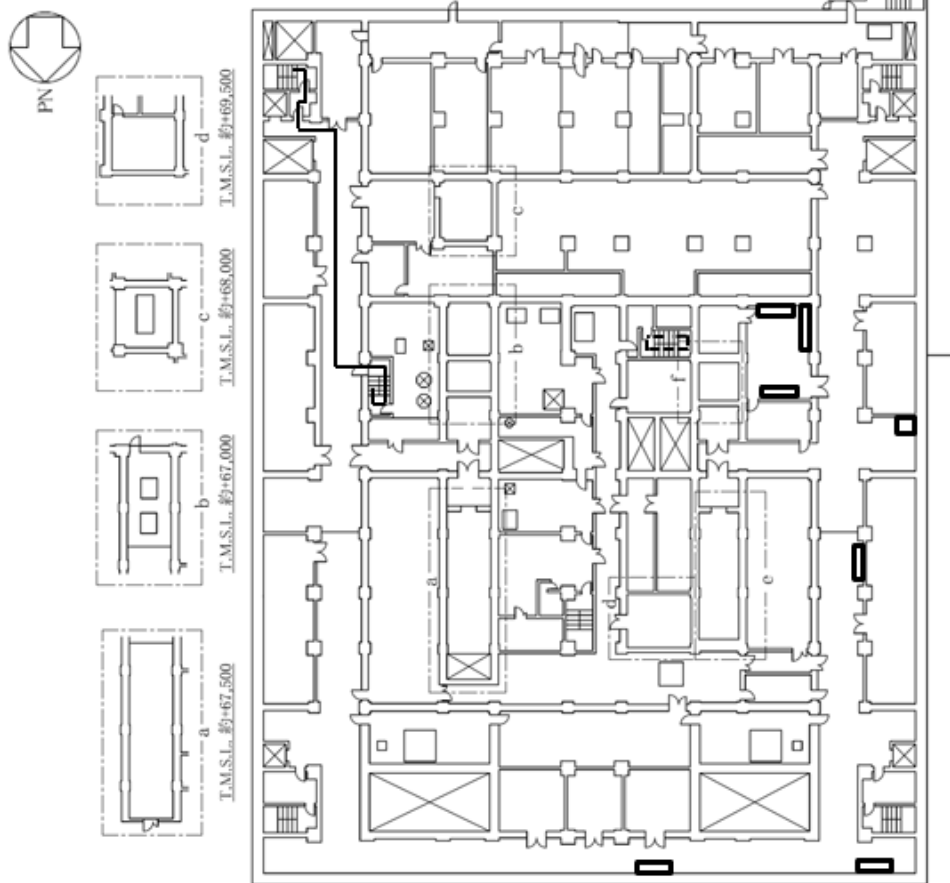 PN
d
T.M.S.L. 約+69,500
c
T.M.S.L. 約+68,000
b
T.M.S.L. 約+67,000
a
T.M.S.L. 約+67,500
c
b
f
a
d
e